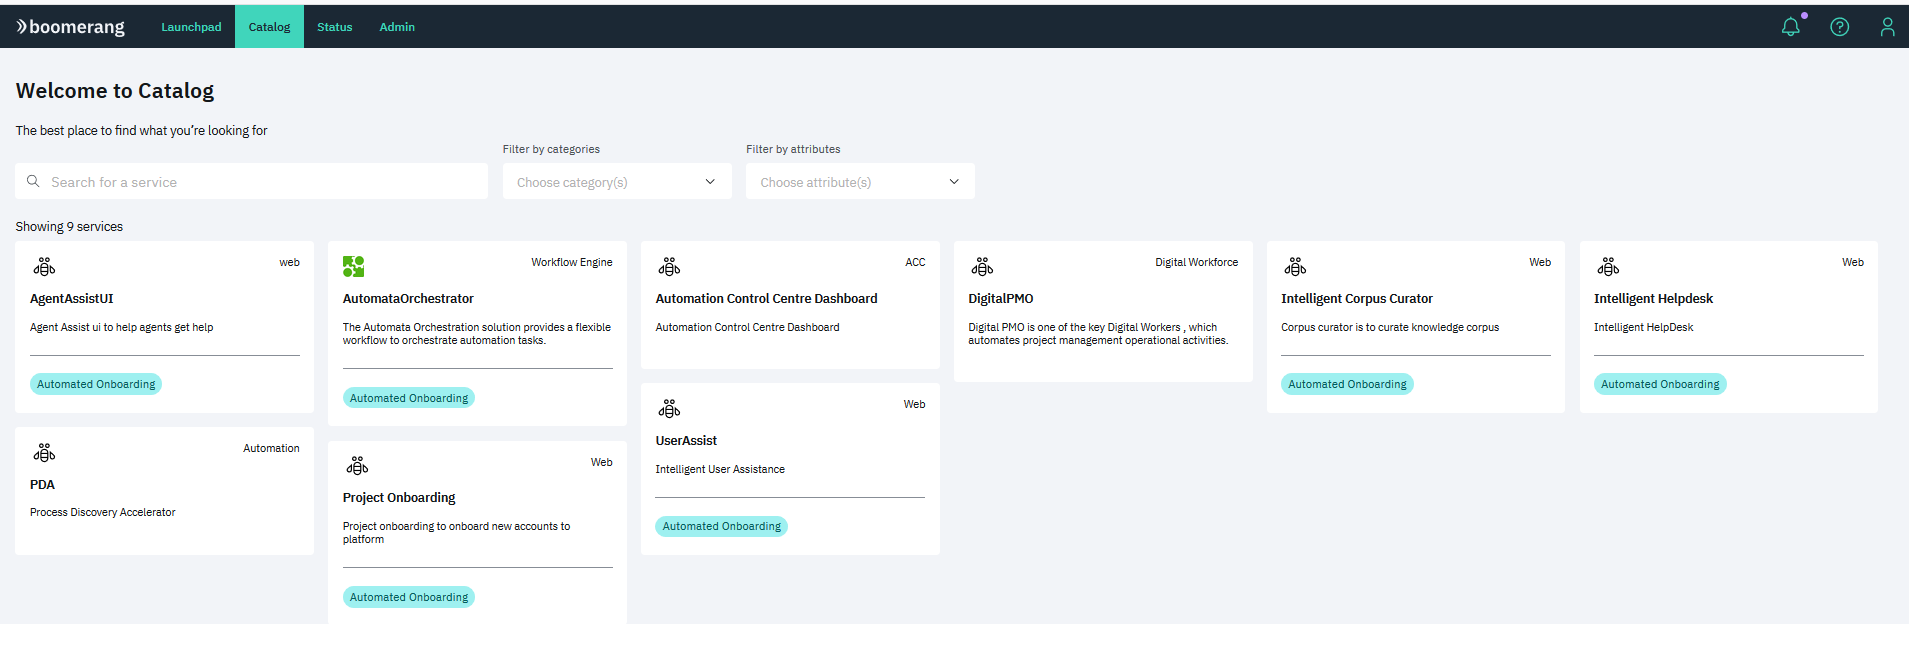 boomerang
Launchpad
Catalog
Status
Admin
Welcome to Catalog
The best place to find what you're looking for
Filter by categories
Filter by attributes
Search for a service
Choose category(s)
Choose attribute(s)
Showing 9 services
web
AgentAssistUI
Agent Assist ui to help agents get help
Automated Onboarding
Workflow Engine
AutomataOrchestrator
The Automata Orchestration solution provides a flexible
workflow to orchestrate automation tasks.
Automated Onboarding
ACC
Automation Control Centre Dashboard
Automation Control Centre Dashboard
Digital Workforce
DigitalPMO
Digital PMO is one of the key Digital Workers , which
automates project management operational activities.
Web
Intelligent Corpus Curator
Corpus curator is to curate knowledge corpus
Automated Onboarding
Web
Intelligent Helpdesk
Intelligent HelpDesk
Automated Onboarding
Automation
PDA
Process Discovery Accelerator
Web
Project Onboarding
Project onboarding to onboard new accounts to
platform
Automated Onboarding
Web
UserAssist
Intelligent User Assistance
Automated Onboarding